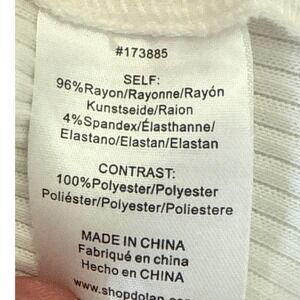 #173885
SELF:
96%Rayon/Rayonne/Rayón
Kunstseide/Raion
4%Spandex/Élasthanne/
Elastano/Elastan/Elastan
CONTRAST:
100%Polyester/Polyester
Poliéster/Polyester/Poliestere
MADE IN CHINA
Fabriqué en china
Hecho en CHINA